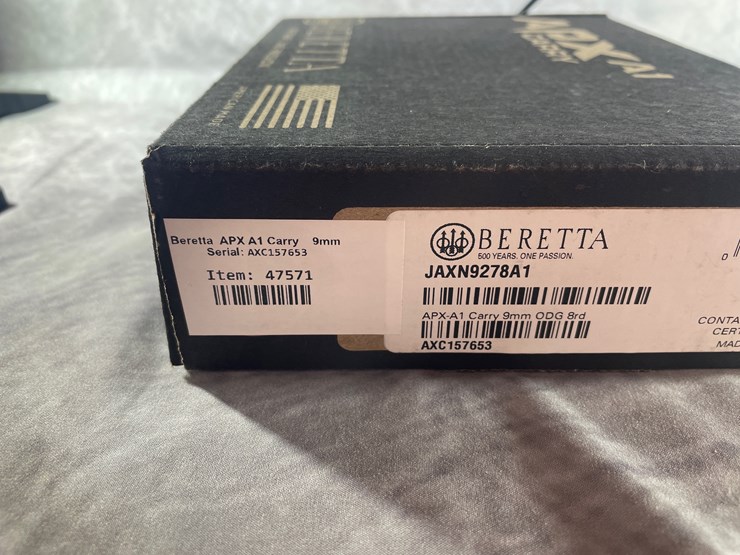 BERETTA
APX A1
CARRY
Beretta APX A1 Carry 9mm
Serial: AXC157653
Item: 47571
BERETTA
500 YEARS. ONE PASSION.
JAXN9278A1
APX-A1 Carry 9mm ODG 8rd
AXC157653
CONTA
CERT
MAD